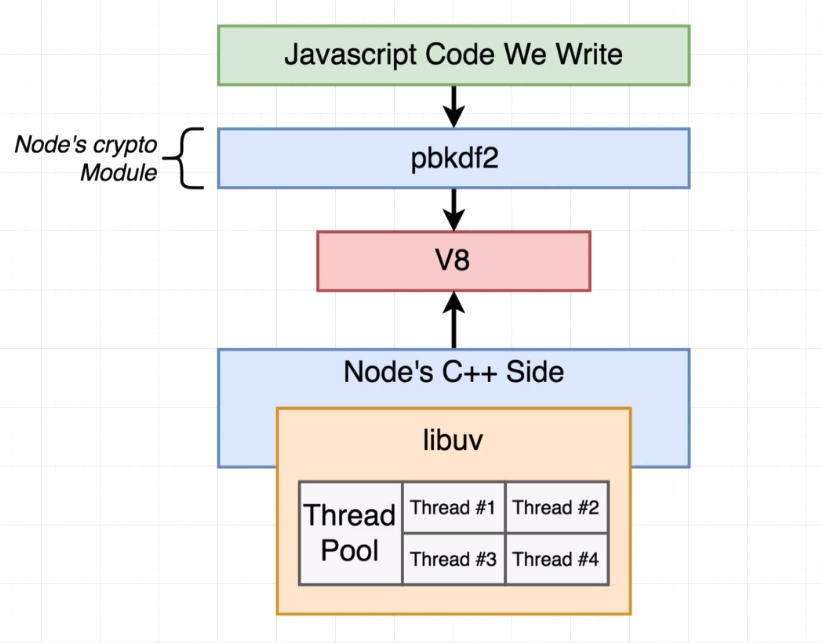 Javascript Code We Write
Node's crypto
Module
pbkdf2
V8
Node's C++ Side
libuv
Thread
Pool
Thread #1
Thread #2
Thread #3
Thread #4